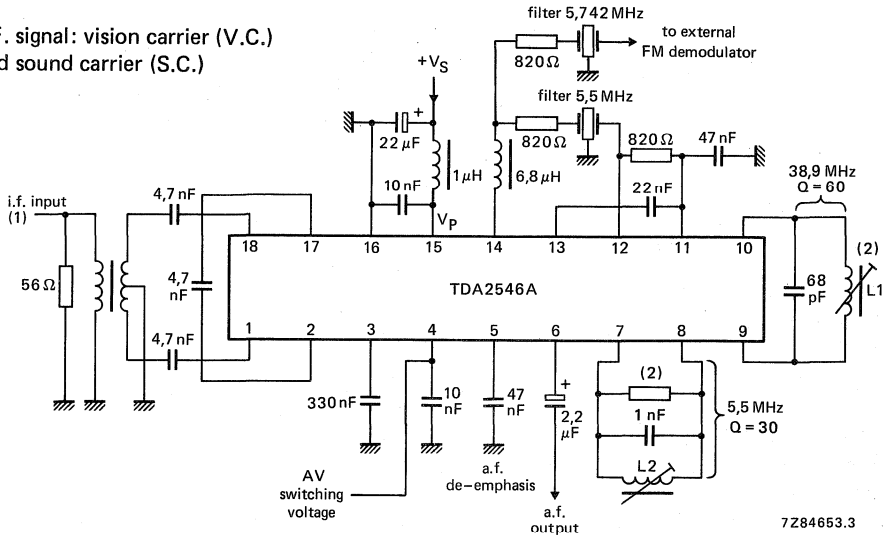 F. signal: vision carrier (V.C.)
d sound carrier (S.C.)
filter 5,742 MHz
820Ω
to external
FM demodulator
+VS
filter 5,5 MHz
+
22 µF
820Ω
820Ω
47 nF
1µH
6,8 µH
10 nF
22 nF
38,9 MHz
Q = 60
i.f. input
(1)
4,7 nF
VP
18
17
16
15
14
13
12
11
10
(2)
56Ω
4,7
nF
TDA2546A
68
pF
L1
4,7 nF
1
2
3
4
5
6
7
8
9
330 nF
10
nF
47
nF
+
2,2
µF
(2)
1 nF
L2
5,5 MHz
Q = 30
AV
switching
voltage
a.f.
de-emphasis
a.f.
output
7Z84653.3